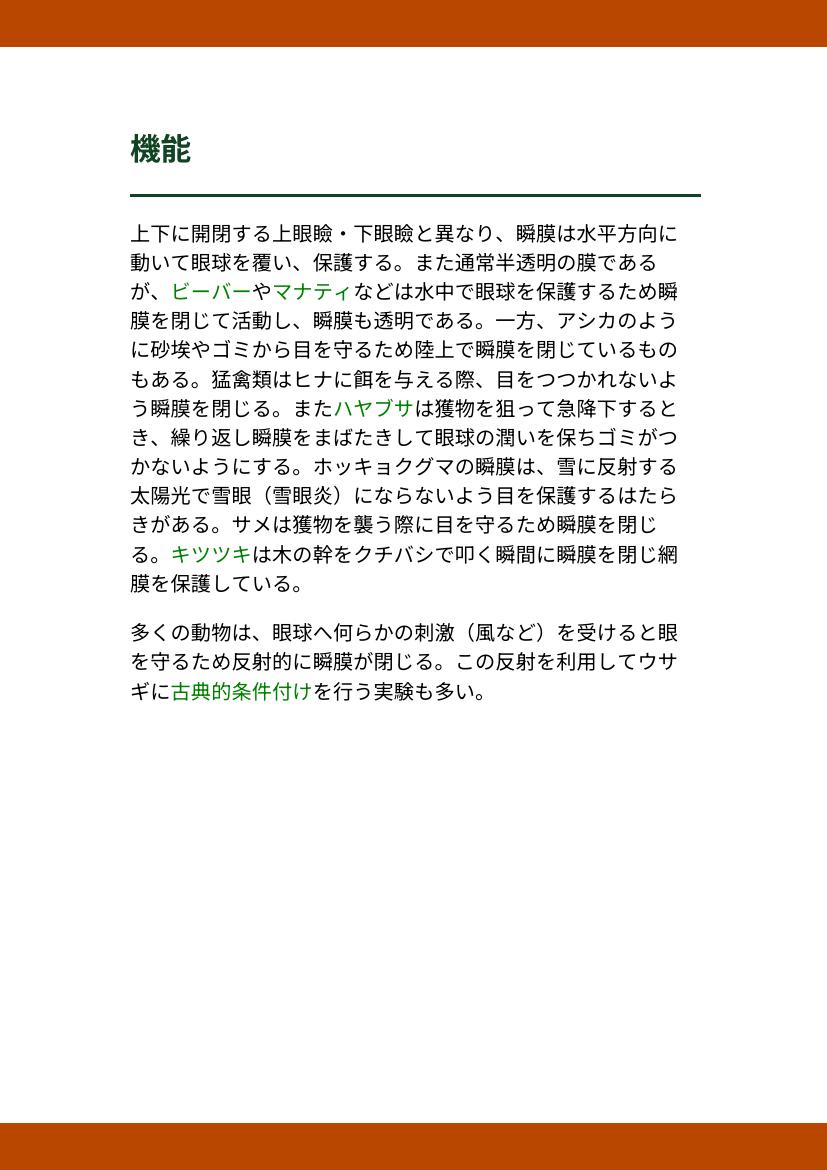 機能
上下に開閉する上眼瞼・下眼瞼と異なり、瞬膜は水平方向に
動いて眼球を覆い、保護する。また通常半透明の膜である
が、ビーバーやマナティなどは水中で眼球を保護するため瞬
膜を閉じて活動し、瞬膜も透明である。一方、アシカのよう
に砂埃やゴミから目を守るため陸上で瞬膜を閉じているもの
もある。猛禽類はヒナに餌を与える際、目をつつかれないよ
う瞬膜を閉じる。またハヤブサは獲物を狙って急降下すると
き、繰り返し瞬膜をまばたきして眼球の潤いを保ちゴミがつ
かないようにする。ホッキョクグマの瞬膜は、雪に反射する
太陽光で雪眼（雪眼炎）にならないよう目を保護するはたら
きがある。サメは獲物を襲う際に目を守るため瞬膜を閉じ
る。キツツキは木の幹をクチバシで叩く瞬間に瞬膜を閉じ網
膜を保護している。
多くの動物は、眼球へ何らかの刺激（風など）を受けると眼
を守るため反射的に瞬膜が閉じる。この反射を利用してウサ
ギに古典的条件付けを行う実験も多い。